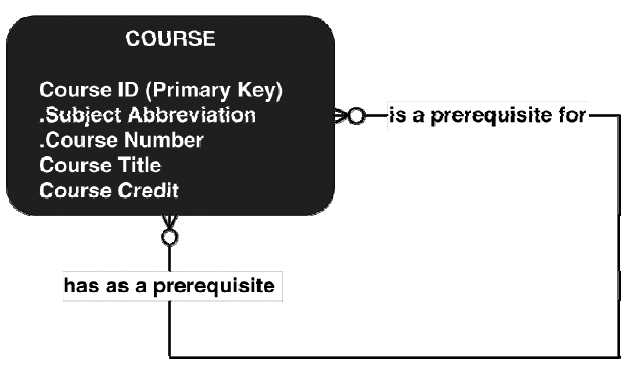 COURSE
Course ID (Primary Key)
.Subject Abbreviation
.Course Number
Course Title
Course Credit
is a prerequisite for
has as a prerequisite